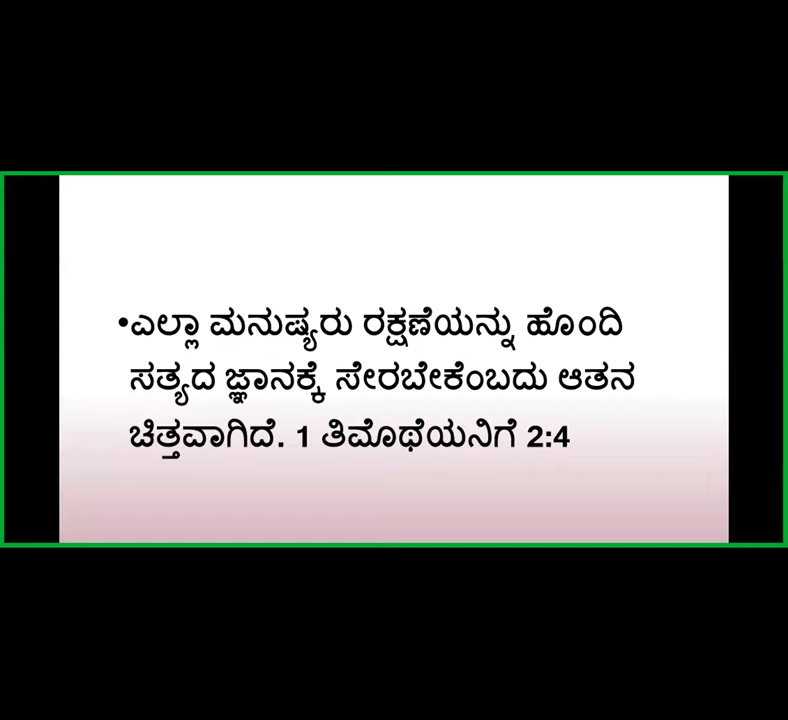 •ಎಲ್ಲಾ ಮನುಷ್ಯರು ರಕ್ಷಣೆಯನ್ನು ಹೊಂದಿ
ಸತ್ಯದ ಜ್ಞಾನಕ್ಕೆ ಸೇರಬೇಕೆಂಬದು ಆತನ
ಚಿತ್ತವಾಗಿದೆ. 1 ತಿಮೊಥೆಯನಿಗೆ 2:4